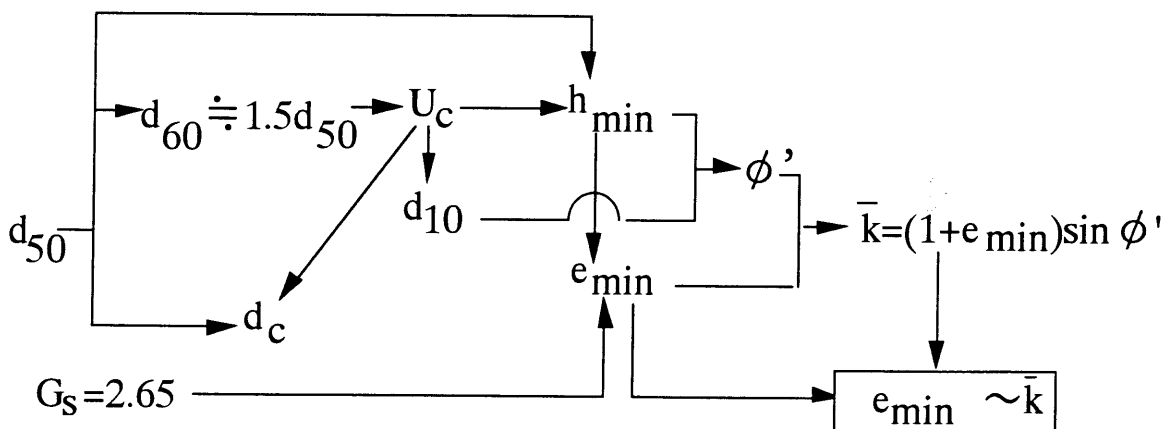 d60 ≒ 1.5d50
Uc
hmin
d10
ϕ'
d50
k̄=(1+emin)sin ϕ'
emin
dc
Gs=2.65
emin ~k̄